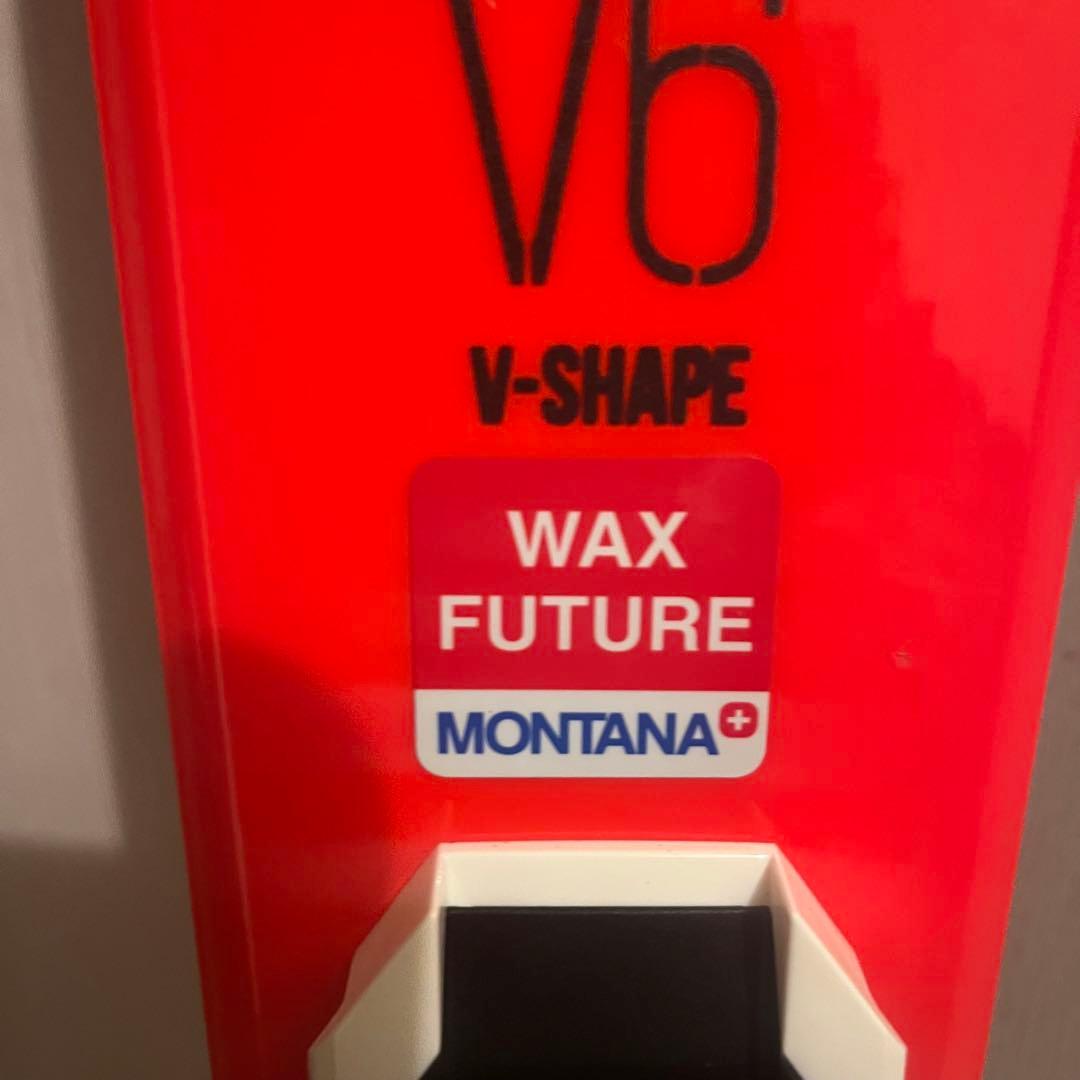 V6
V-SHAPE
WAX
FUTURE
MONTANA